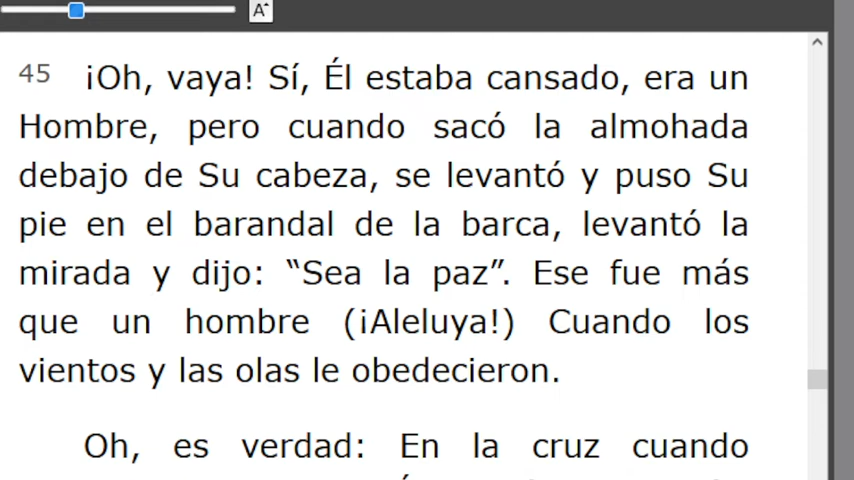 A
45 ¡Oh, vaya! Sí, Él estaba cansado, era un
Hombre, pero cuando sacó la almohada
debajo de Su cabeza, se levantó y puso Su
pie en el barandal de la barca, levantó la
mirada y dijo: “Sea la paz”. Ese fue más
que un hombre (¡Aleluya!) Cuando los
vientos y las olas le obedecieron.
Oh, es verdad: En la cruz cuando